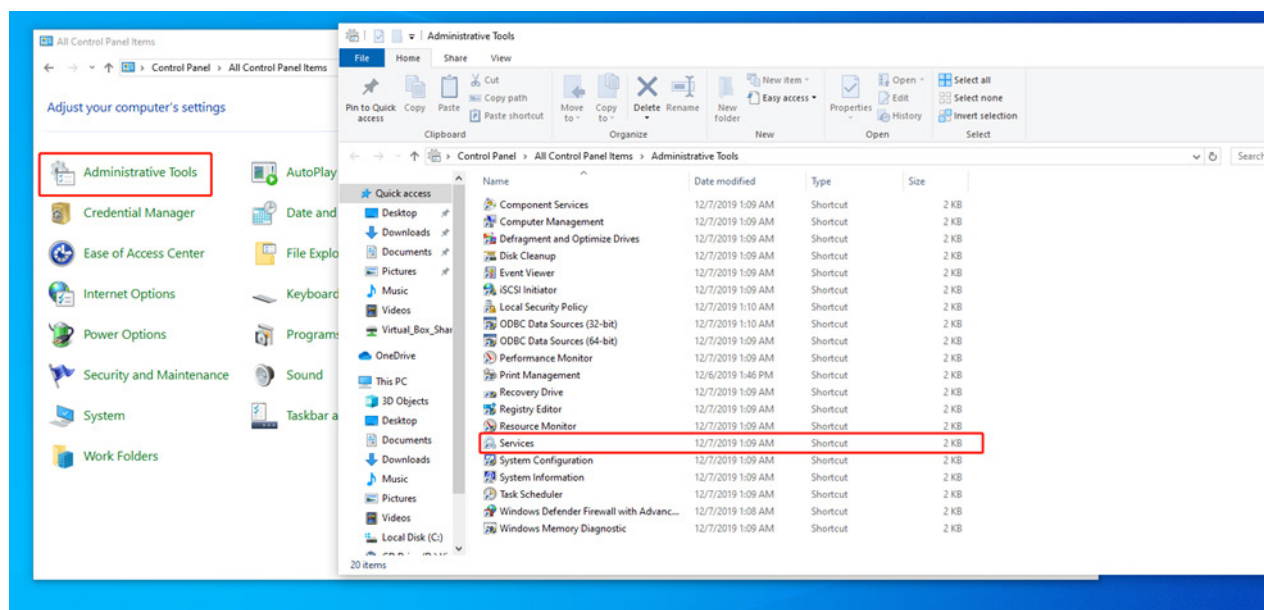 All Control Panel Items
Control Panel > All Control Panel Items
Adjust your computer's settings
Administrative Tools
AutoPlay
Credential Manager
Date and
Ease of Access Center
File Explo
Internet Options
Keyboard
Power Options
Programs
Security and Maintenance
Sound
System
Taskbar a
Work Folders
Administrative Tools
File Home Share View
Pin to Quick access
Copy
Paste
Cut
Copy path
Paste shortcut
Clipboard
Move to
Copy to
Delete
Rename
Organize
New folder
New item
Easy access
New
Properties
Open
Edit
History
Open
Select all
Select none
Invert selection
Select
Control Panel > All Control Panel Items > Administrative Tools
Search
Quick access
Desktop
Downloads
Documents
Pictures
Music
Videos
Virtual_Box_Shar
OneDrive
This PC
3D Objects
Desktop
Documents
Downloads
Music
Pictures
Videos
Local Disk (C:)
Name Date modified Type Size
Component Services 12/7/2019 1:09 AM Shortcut 2 KB
Computer Management 12/7/2019 1:09 AM Shortcut 2 KB
Defragment and Optimize Drives 12/7/2019 1:09 AM Shortcut 2 KB
Disk Cleanup 12/7/2019 1:09 AM Shortcut 2 KB
Event Viewer 12/7/2019 1:09 AM Shortcut 2 KB
iSCSI Initiator 12/7/2019 1:09 AM Shortcut 2 KB
Local Security Policy 12/7/2019 1:10 AM Shortcut 2 KB
ODBC Data Sources (32-bit) 12/7/2019 1:10 AM Shortcut 2 KB
ODBC Data Sources (64-bit) 12/7/2019 1:09 AM Shortcut 2 KB
Performance Monitor 12/7/2019 1:09 AM Shortcut 2 KB
Print Management 12/6/2019 1:46 PM Shortcut 2 KB
Recovery Drive 12/7/2019 1:09 AM Shortcut 2 KB
Registry Editor 12/7/2019 1:09 AM Shortcut 2 KB
Resource Monitor 12/7/2019 1:09 AM Shortcut 2 KB
Services 12/7/2019 1:09 AM Shortcut 2 KB
System Configuration 12/7/2019 1:09 AM Shortcut 2 KB
System Information 12/7/2019 1:09 AM Shortcut 2 KB
Task Scheduler 12/7/2019 1:09 AM Shortcut 2 KB
Windows Defender Firewall with Advanc... 12/7/2019 1:08 AM Shortcut 2 KB
Windows Memory Diagnostic 12/7/2019 1:09 AM Shortcut 2 KB
20 items